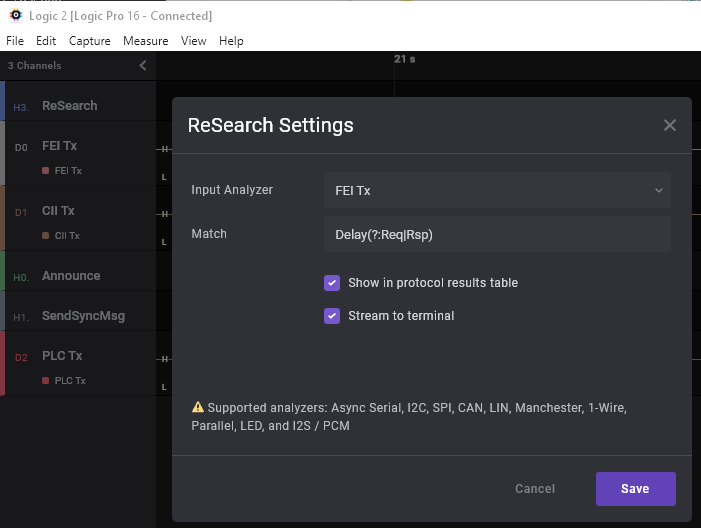 Logic 2 [Logic Pro 16 - Connected]
File Edit Capture Measure View Help
3 Channels
21 s
H3. ReSearch
D0 FEI Tx
FEI Tx
H
L
D1 CII Tx
CII Tx
H
L
H0. Announce
H1. SendSyncMsg
D2 PLC Tx
PLC Tx
H
L
ReSearch Settings
Input Analyzer FEI Tx
Match Delay(?:Req|Rsp)
Show in protocol results table
Stream to terminal
Supported analyzers: Async Serial, I2C, SPI, CAN, LIN, Manchester, 1-Wire,
Parallel, LED, and I2S / PCM
Cancel Save